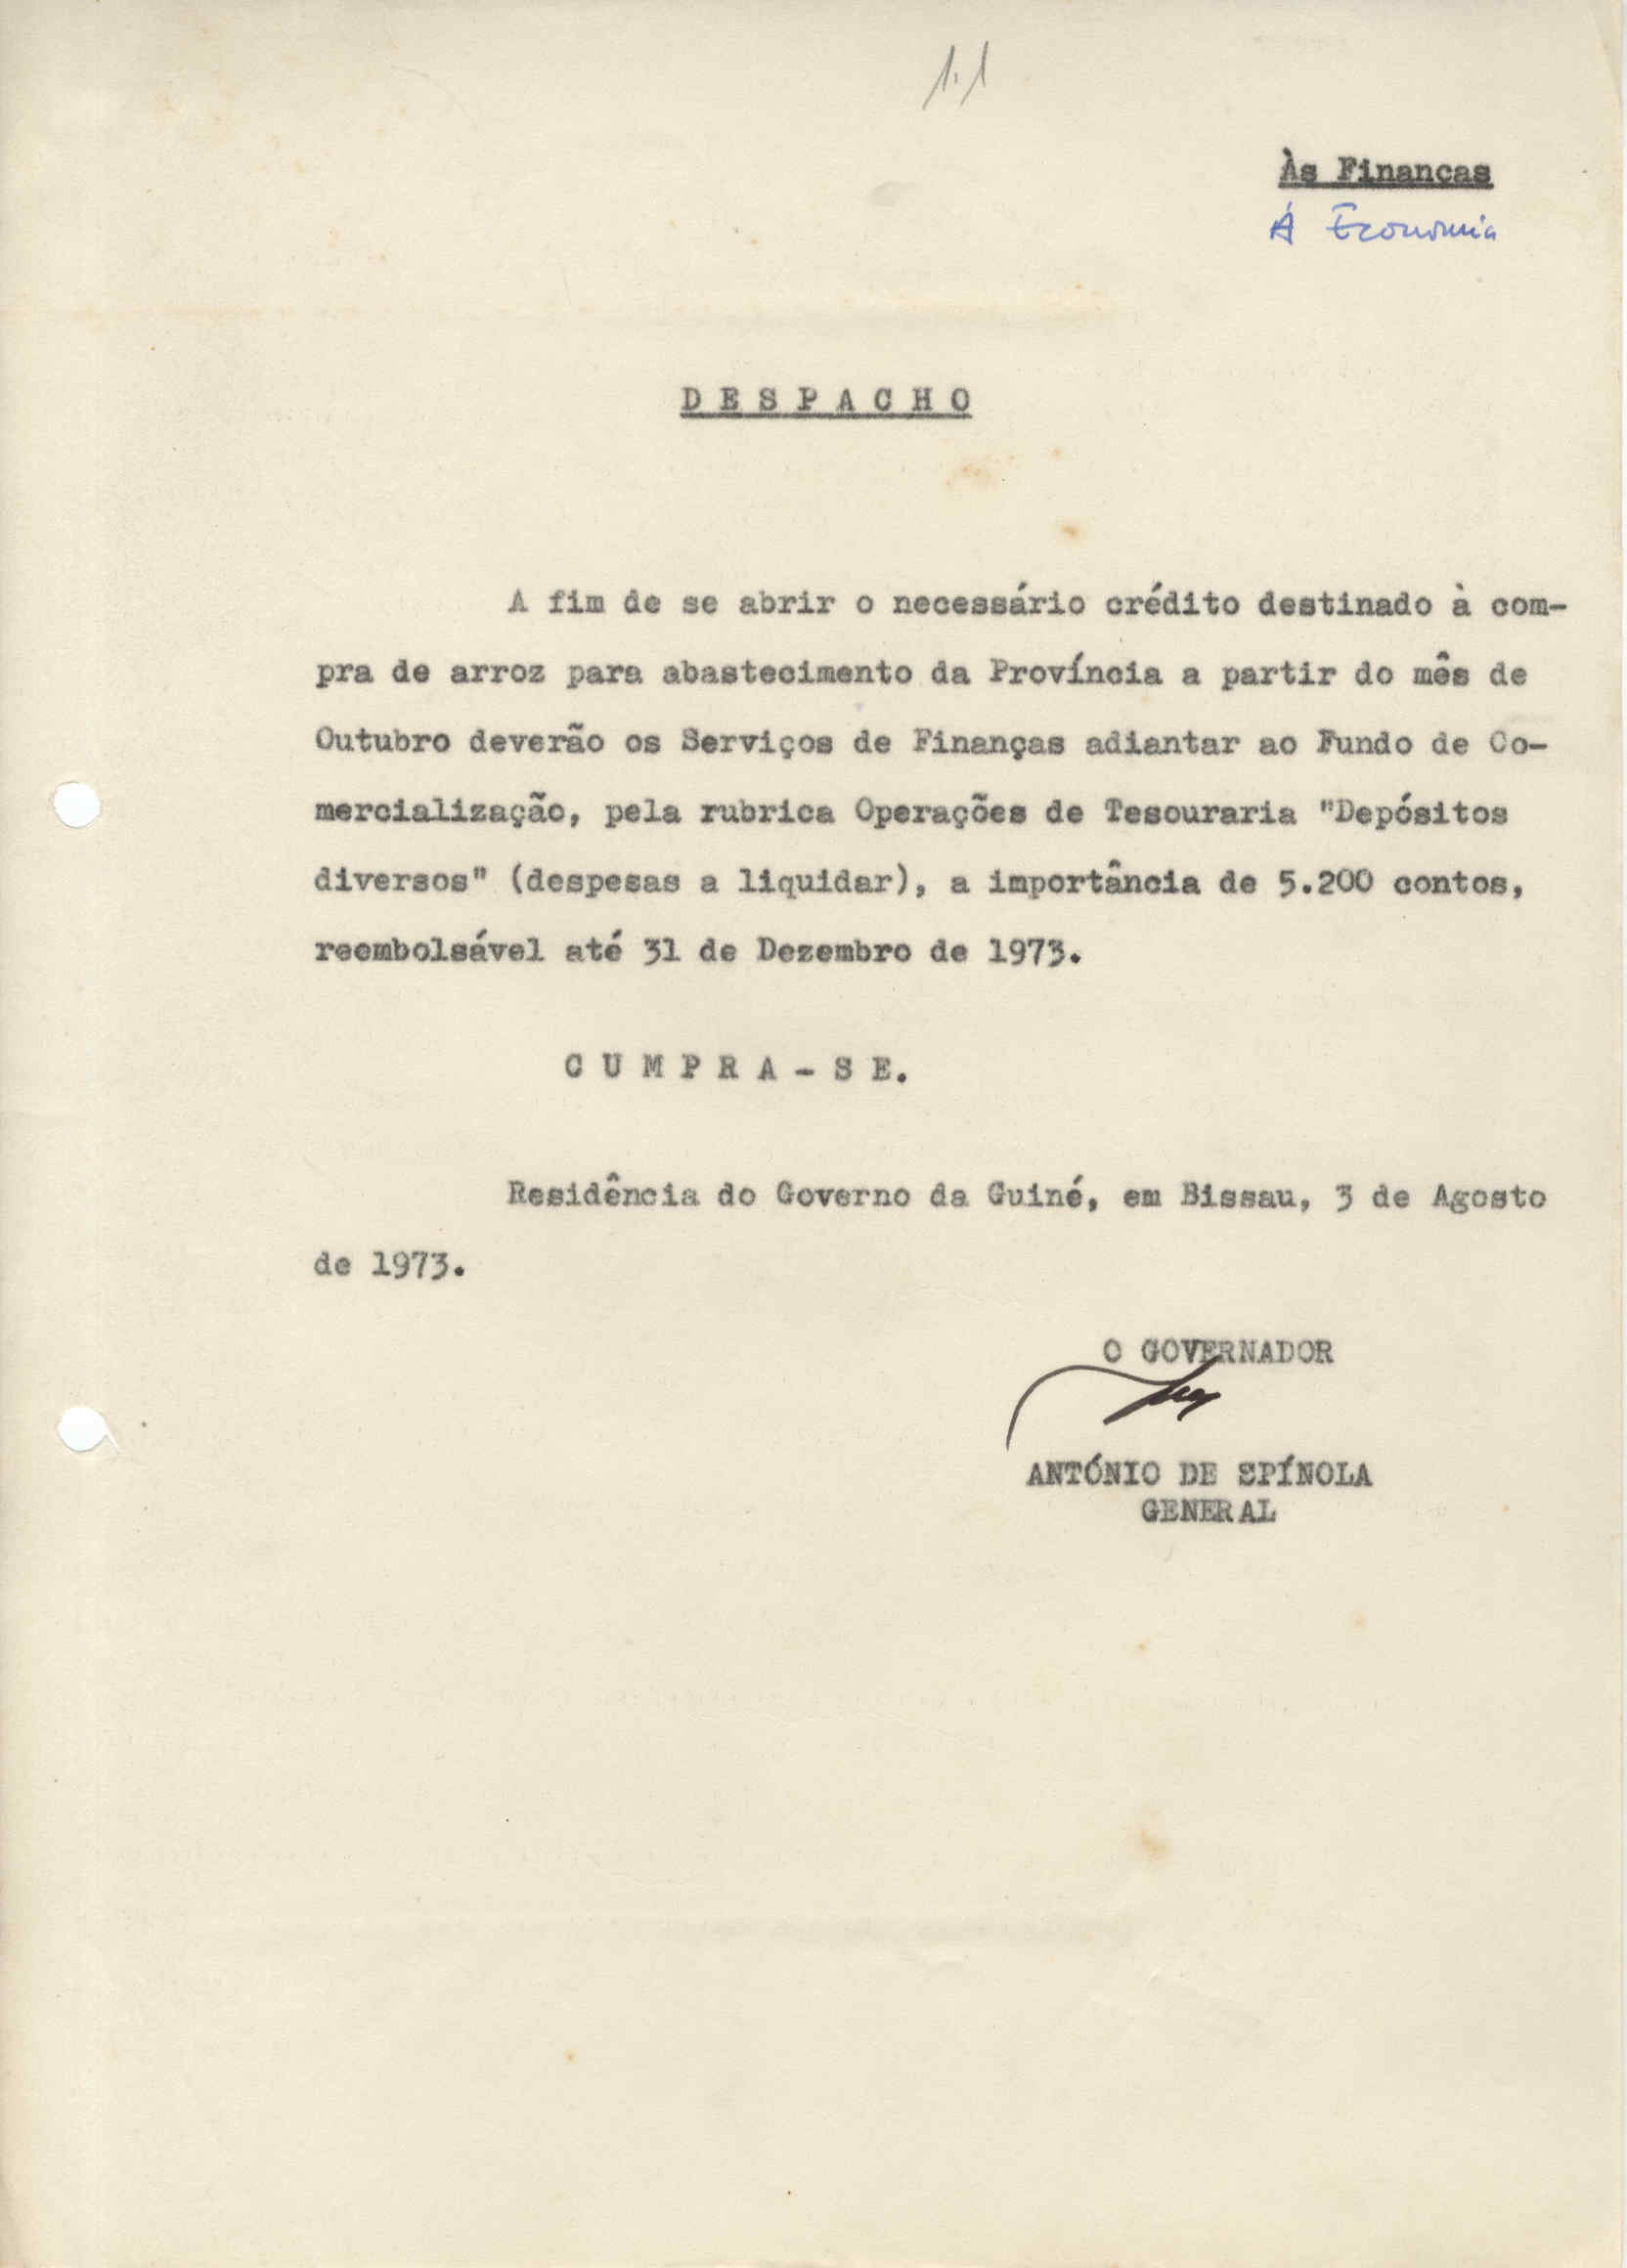 1.1
Às Finanças
À Economia
D E S P A C H O
A fim de se abrir o necessário crédito destinado à com-
pra de arroz para abastecimento da Província a partir do mês de
Outubro deverão os Serviços de Finanças adiantar ao Fundo de Co-
mercialização, pela rubrica Operações de Tesouraria "Depósitos
diversos" (despesas a liquidar), a importância de 5.200 contos,
reembolsável até 31 de Dezembro de 1973.
C U M P R A - S E.
Residência do Governo da Guiné, em Bissau, 3 de Agosto
de 1973.
O GOVERNADOR
ANTÓNIO DE SPÍNOLA
GENERAL